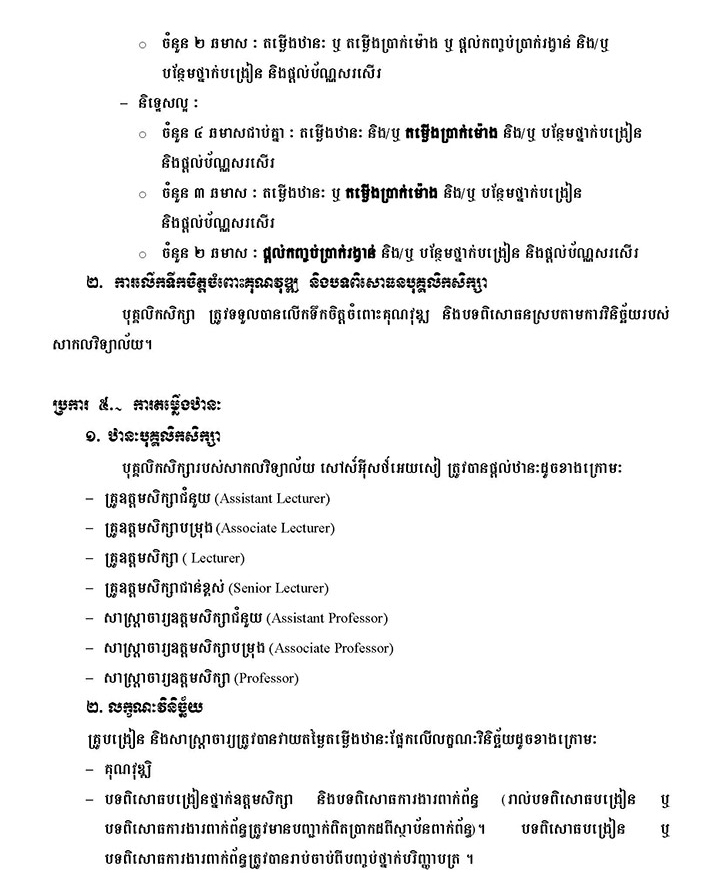 ○ ចំនួន ២ ឆមាស : តម្លើងឋានៈ ឬ តម្លើងប្រាក់ម៉ោង ឬ ផ្តល់កញ្ចប់ប្រាក់រង្វាន់ និង/ឬ
បន្ថែមថ្នាក់បង្រៀន និងផ្តល់ប័ណ្ណសរសើរ
– និទ្ទេសល្អ :
○ ចំនួន ៤ ឆមាសជាប់គ្នា : តម្លើងឋានៈ និង/ឬ តម្លើងប្រាក់ម៉ោង និង/ឬ បន្ថែមថ្នាក់បង្រៀន
និងផ្តល់ប័ណ្ណសរសើរ
○ ចំនួន ៣ ឆមាស : តម្លើងឋានៈ ឬ តម្លើងប្រាក់ម៉ោង និង/ឬ បន្ថែមថ្នាក់បង្រៀន
និងផ្តល់ប័ណ្ណសរសើរ
○ ចំនួន ២ ឆមាស : ផ្តល់កញ្ចប់ប្រាក់រង្វាន់ និង/ឬ បន្ថែមថ្នាក់បង្រៀន និងផ្តល់ប័ណ្ណសរសើរ
២. ការលើកទឹកចិត្តចំពោះគុណវុឌ្ឍ និងបទពិសោធនបុគ្គលិកសិក្សា
បុគ្គលិកសិក្សា ត្រូវទទួលបានលើកទឹកចិត្តចំពោះគុណវុឌ្ឍ និងបទពិសោធនស្របតាមការវិនិច្ឆ័យរបស់
សាកលវិទ្យាល័យ។
ប្រការ ៥.~ ការតម្លើងឋានៈ
១. ឋានៈបុគ្គលិកសិក្សា
បុគ្គលិកសិក្សារបស់សាកលវិទ្យាល័យ សៅស៍អ៊ីសថ៍អេយសៀ ត្រូវបានផ្តល់ឋានៈដូចខាងក្រោម:
– គ្រូឧត្តមសិក្សាជំនួយ (Assistant Lecturer)
– គ្រូឧត្តមសិក្សាបម្រុង (Associate Lecturer)
– គ្រូឧត្តមសិក្សា ( Lecturer)
– គ្រូឧត្តមសិក្សាជាន់ខ្ពស់ (Senior Lecturer)
– សាស្ត្រាចារ្យឧត្តមសិក្សាជំនួយ (Assistant Professor)
– សាស្ត្រាចារ្យឧត្តមសិក្សាបម្រុង (Associate Professor)
– សាស្ត្រាចារ្យឧត្តមសិក្សា (Professor)
២. លក្ខណៈវិនិច្ឆ័យ
គ្រូបង្រៀន និងសាស្ត្រាចារ្យត្រូវបានវាយតម្លៃតម្លើងឋានៈផ្អែកលើលក្ខណៈវិនិច្ឆ័យដូចខាងក្រោម:
– គុណវុឌ្ឍិ
– បទពិសោធបង្រៀនថ្នាក់ឧត្តមសិក្សា និងបទពិសោធការងារពាក់ព័ន្ធ (រាល់បទពិសោធបង្រៀន ឬ
បទពិសោធការងារពាក់ព័ន្ធត្រូវមានបញ្ជាក់ពិតប្រាកដពីស្ថាប័នពាក់ព័ន្ធ)។ បទពិសោធបង្រៀន ឬ
បទពិសោធការងារពាក់ព័ន្ធត្រូវបានរាប់ចាប់ពីបញ្ចប់ថ្នាក់បរិញ្ញាបត្រ ។